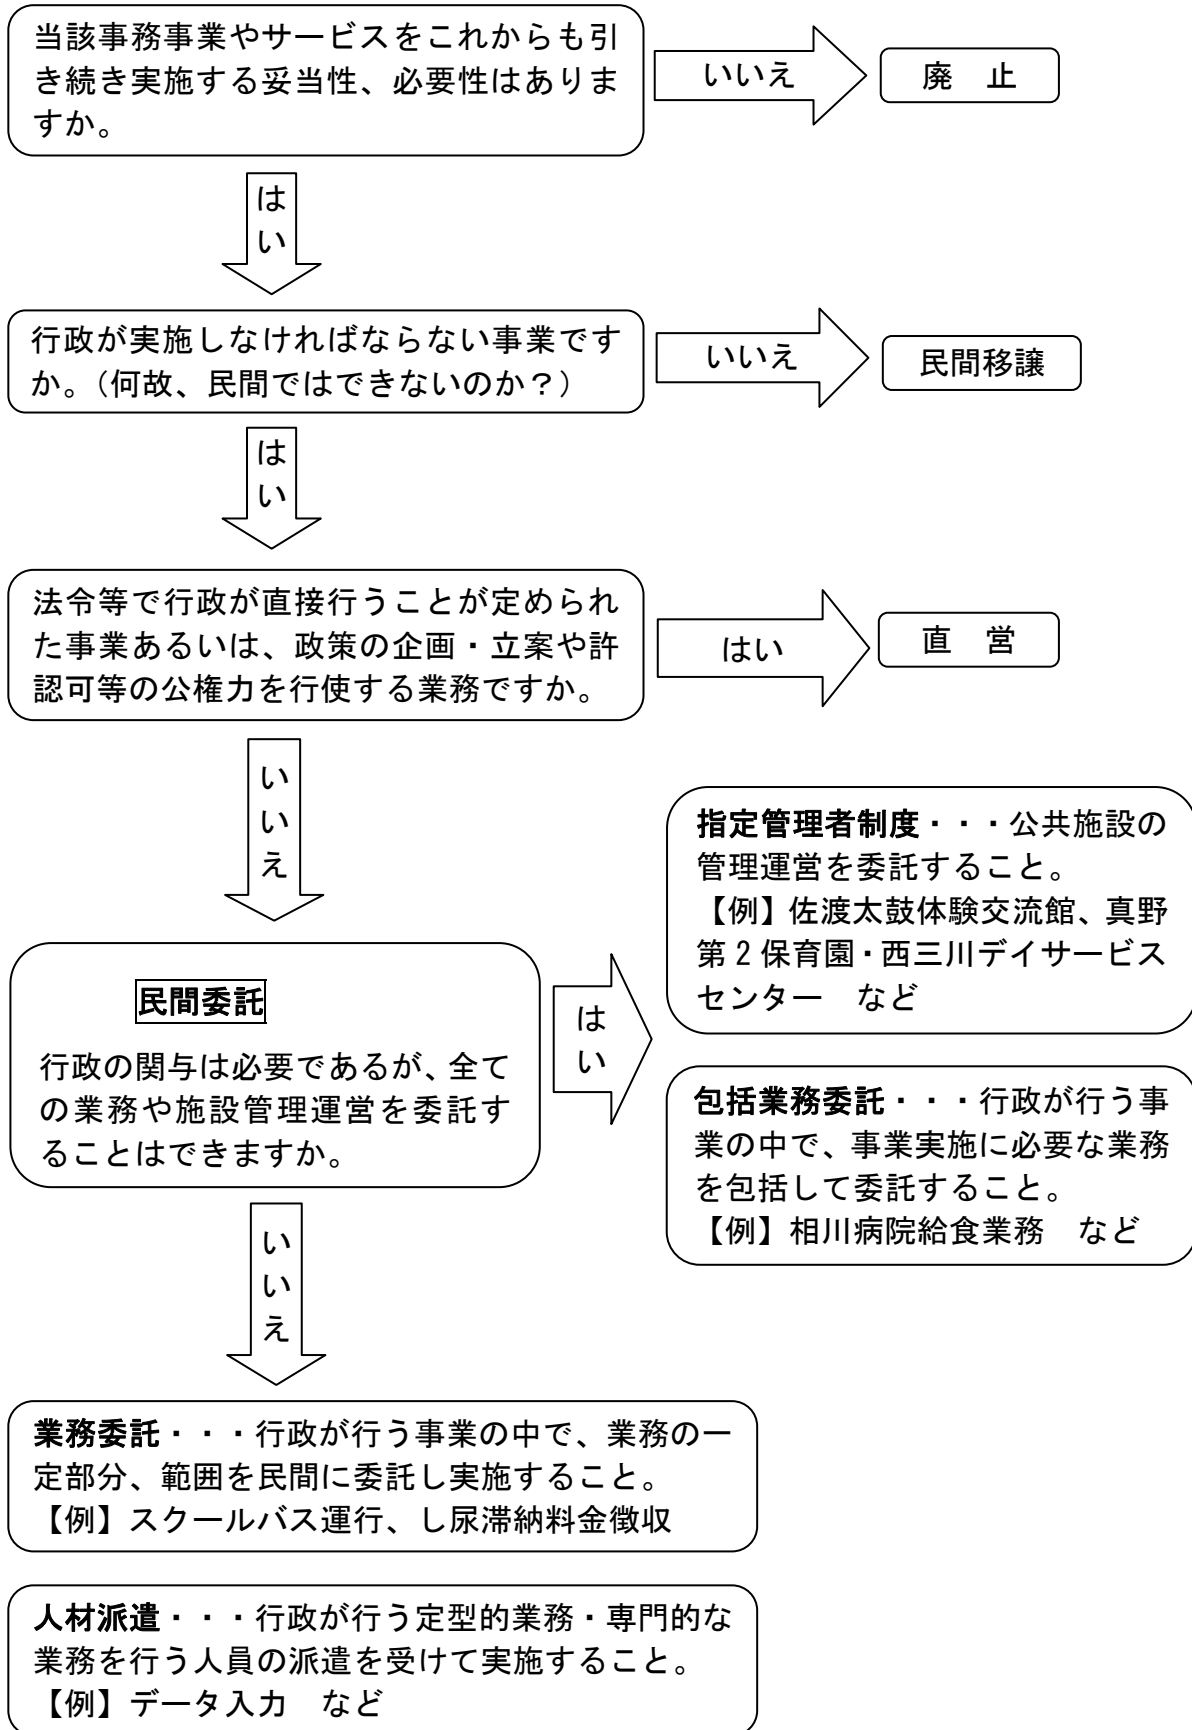 当該事務事業やサービスをこれからも引
き続き実施する妥当性、必要性はありま
すか。
いいえ
廃　止
はい
行政が実施しなければならない事業です
か。（何故、民間ではできないのか？）
いいえ
民間移譲
はい
法令等で行政が直接行うことが定められ
た事業あるいは、政策の企画・立案や許
認可等の公権力を行使する業務ですか。
はい
直　営
いいえ
民間委託
行政の関与は必要であるが、全て
の業務や施設管理運営を委託す
ることはできますか。
はい
指定管理者制度・・・公共施設の
管理運営を委託すること。
【例】佐渡太鼓体験交流館、真野
第2保育園・西三川デイサービス
センター　など
包括業務委託・・・行政が行う事
業の中で、事業実施に必要な業務
を包括して委託すること。
【例】相川病院給食業務　など
いいえ
業務委託・・・行政が行う事業の中で、業務の一
定部分、範囲を民間に委託し実施すること。
【例】スクールバス運行、し尿滞納料金徴収
人材派遣・・・行政が行う定型的業務・専門的な
業務を行う人員の派遣を受けて実施すること。
【例】データ入力　など